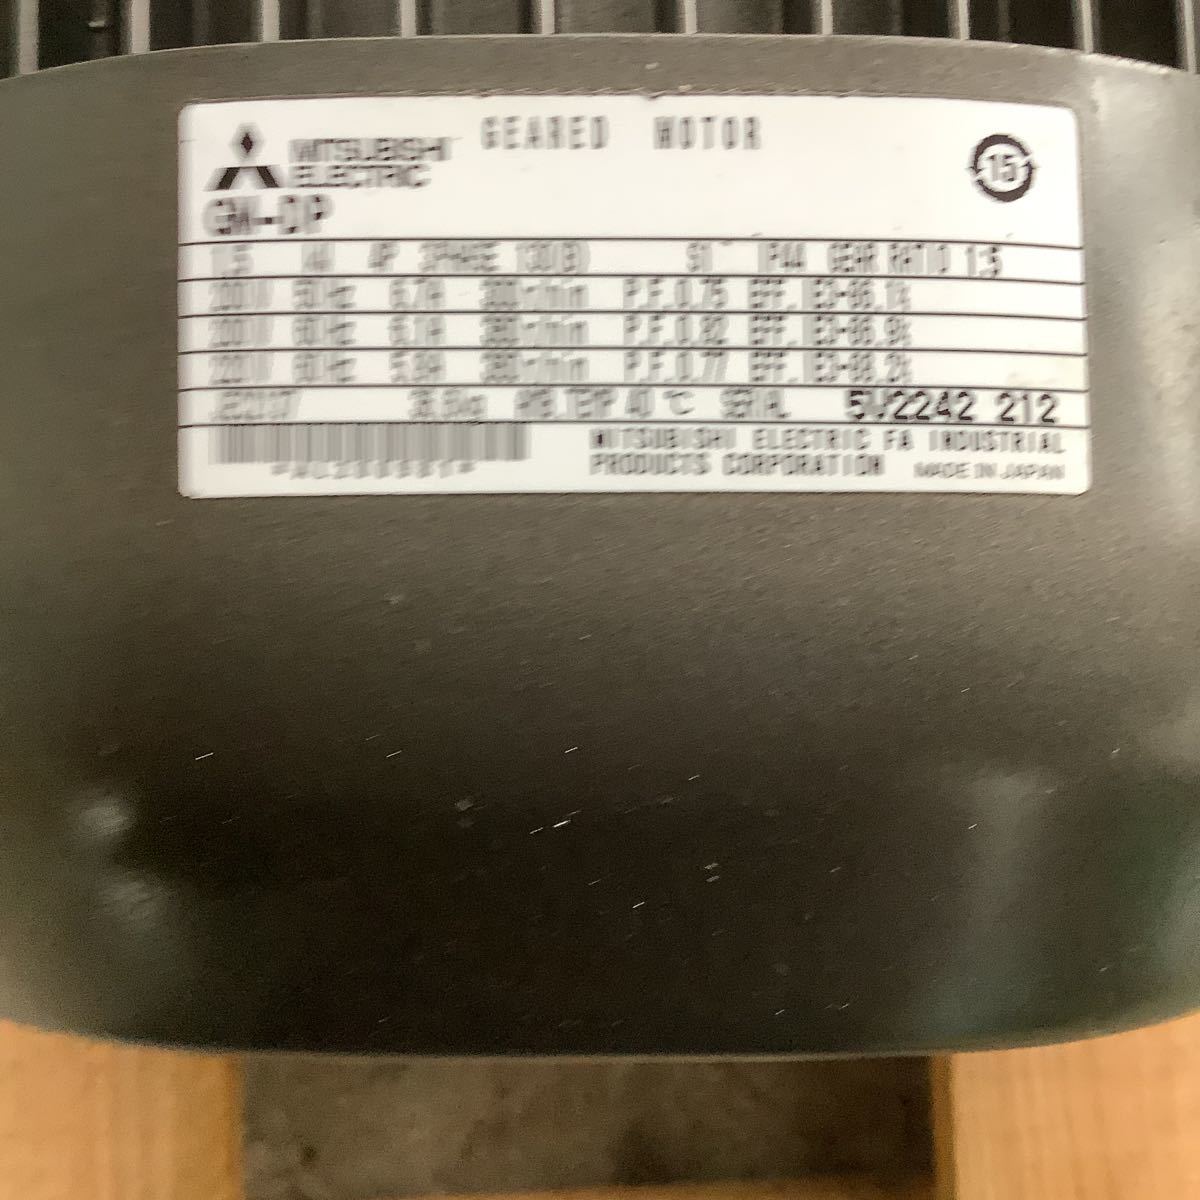 MITSUBISHI
ELECTRIC
GEARED MOTOR
15
GM-DP
1.5 kW 4P 3PHASE 130(B) S1 IP44 GEAR RATIO 1:5
200V 50Hz 6.7A 300r/min P.F.0.75 EFF.IE3-86.1%
200V 60Hz 6.1A 360r/min P.F.0.82 EFF.IE3-86.9%
220V 60Hz 5.9A 360r/min P.F.0.77 EFF.IE3-88.2%
kg AMB.TEMP 40 ℃ SERIAL 5V2242 212
MITSUBISHI ELECTRIC FA INDUSTRIAL
PRODUCTS CORPORATION MADE IN JAPAN